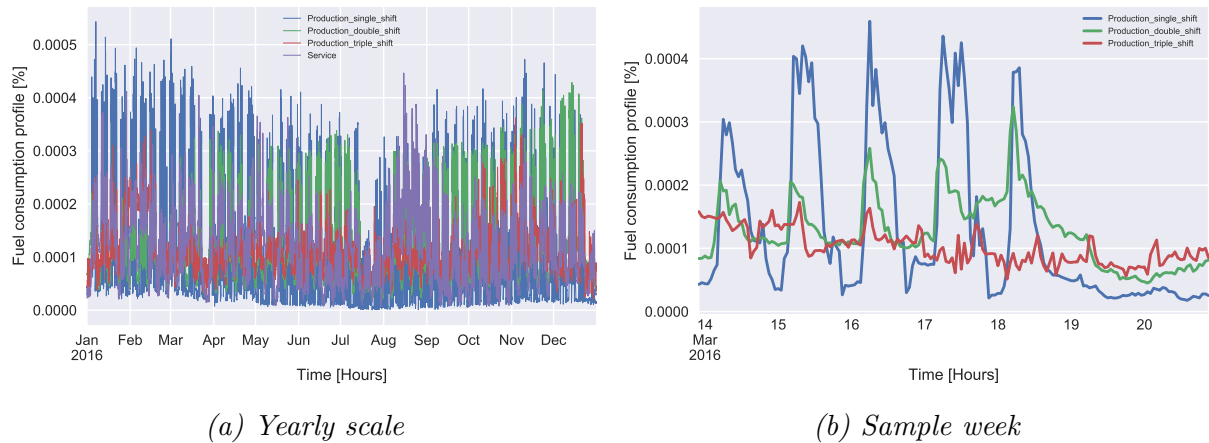 Production_single_shift
Production_double_shift
Production_triple_shift
Service
Fuel consumption profile [%]
0.0005
0.0004
0.0003
0.0002
0.0001
0.0000
Jan Feb Mar Apr May Jun Jul Aug Sep Oct Nov Dec
2016
Time [Hours]
(a) Yearly scale
Production_single_shift
Production_double_shift
Production_triple_shift
Fuel consumption profile [%]
0.0004
0.0003
0.0002
0.0001
0.0000
14 15 16 17 18 19 20
Mar
2016
Time [Hours]
(b) Sample week